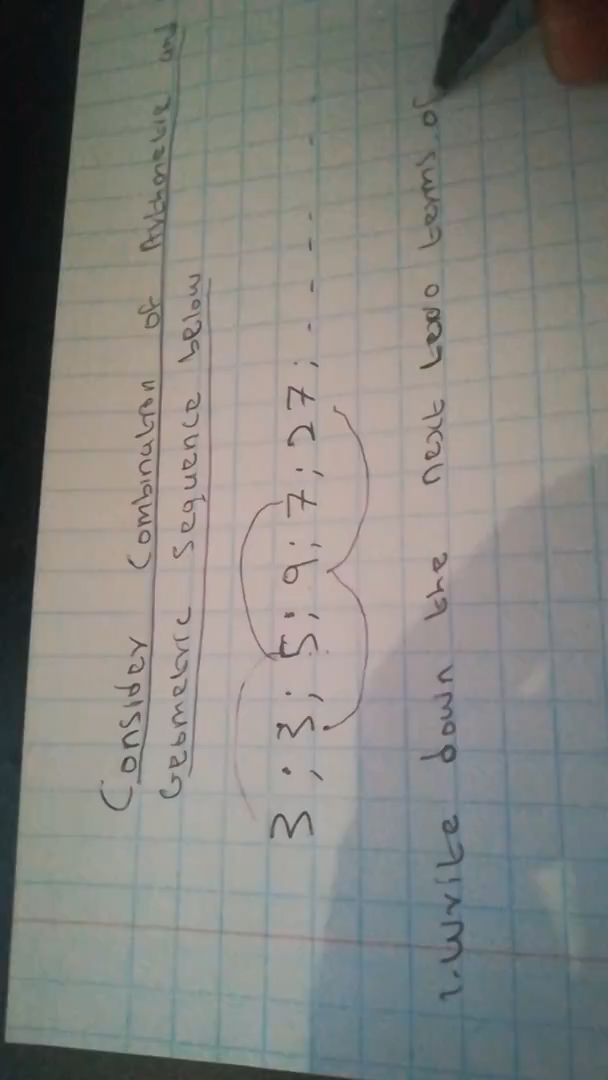 Consider Combination of Arithmetic and
Geometric Sequence below
3 ; 3 ; 5 ; 9 ; 7 ; 27 ; - - - - - -
1. Write down the next two terms of